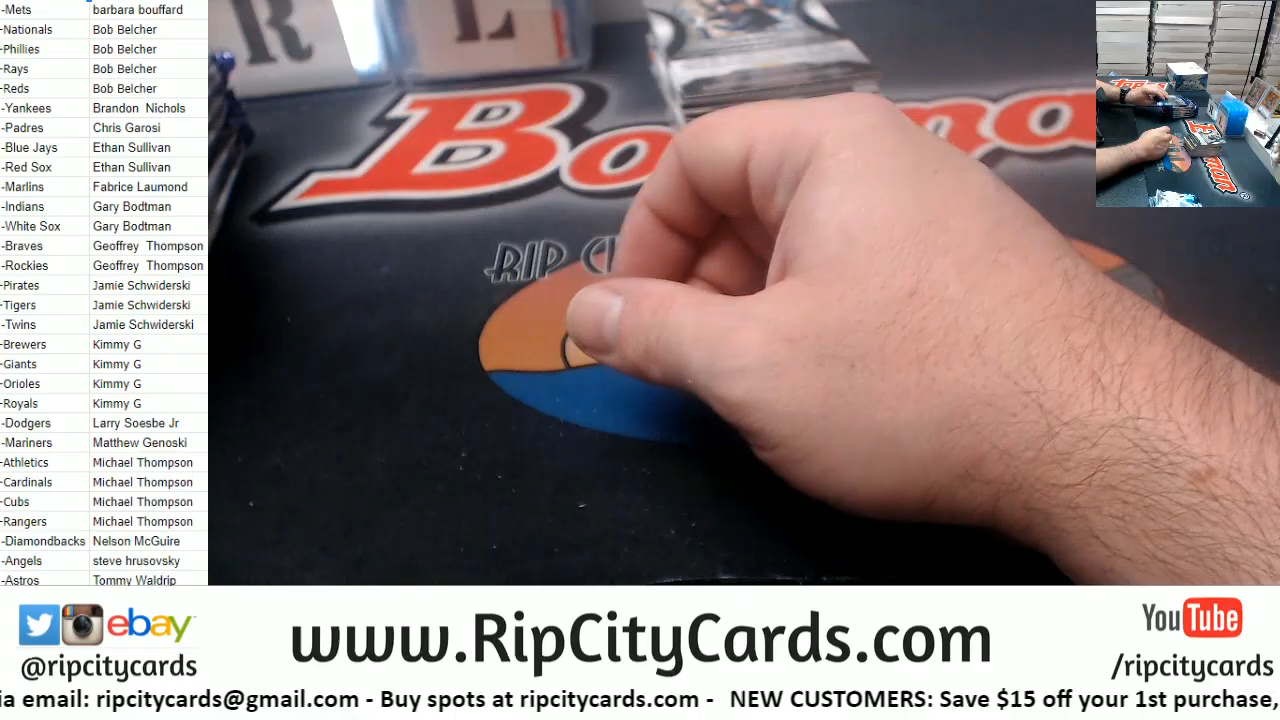 -Mets barbara bouffard
-Nationals Bob Belcher
-Phillies Bob Belcher
-Rays Bob Belcher
-Reds Bob Belcher
-Yankees Brandon Nichols
-Padres Chris Garosi
-Blue Jays Ethan Sullivan
-Red Sox Ethan Sullivan
-Marlins Fabrice Laumond
-Indians Gary Bodtman
-White Sox Gary Bodtman
-Braves Geoffrey Thompson
-Rockies Geoffrey Thompson
-Pirates Jamie Schwiderski
-Tigers Jamie Schwiderski
-Twins Jamie Schwiderski
-Brewers Kimmy G
-Giants Kimmy G
-Orioles Kimmy G
-Royals Kimmy G
-Dodgers Larry Soesbe Jr
-Mariners Matthew Genoski
-Athletics Michael Thompson
-Cardinals Michael Thompson
-Cubs Michael Thompson
-Rangers Michael Thompson
-Diamondbacks Nelson McGuire
-Angels steve hrusovsky
-Astros Tommy Waldrip
R L
RIP
ebay
@ripcitycards
www.RipCityCards.com
YouTube
/ripcitycards
ia email: ripcitycards@gmail.com - Buy spots at ripcitycards.com - NEW CUSTOMERS: Save $15 off your 1st purchase,